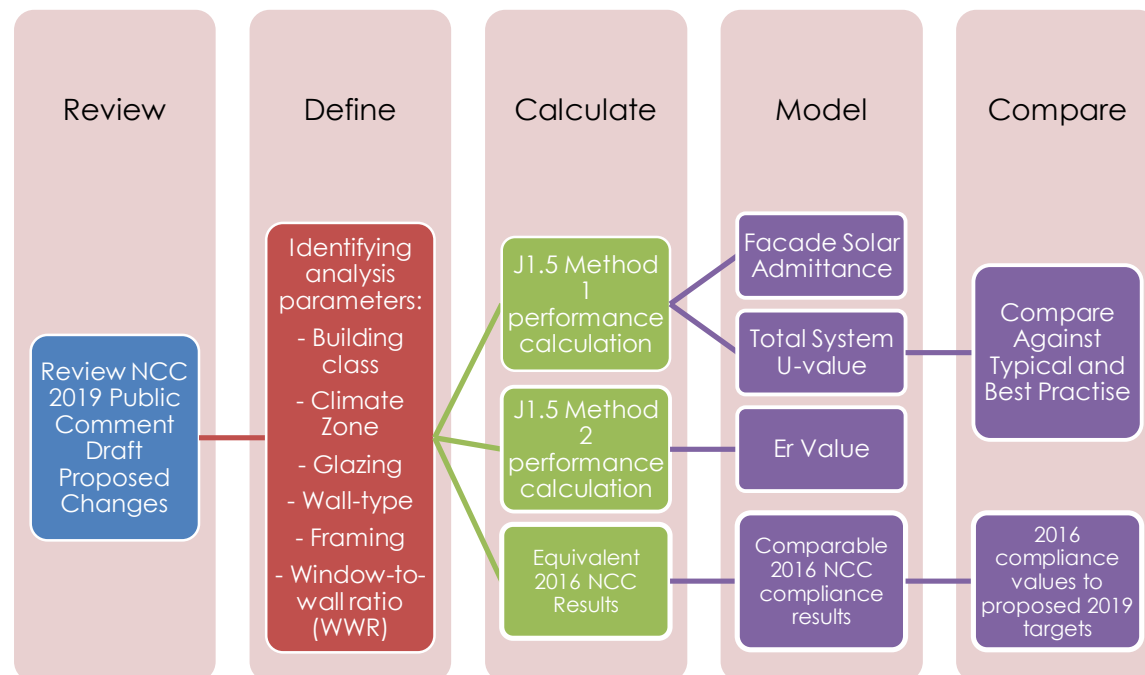 Review
Define
Calculate
Model
Compare
Review NCC
2019 Public
Comment
Draft
Proposed
Changes
Identifying
analysis
parameters:
- Building
class
- Climate
Zone
- Glazing
- Wall-type
- Framing
- Window-to-
wall ratio
(WWR)
J1.5 Method
1
performance
calculation
J1.5 Method
2
performance
calculation
Equivalent
2016 NCC
Results
Facade Solar
Admittance
Total System
U-value
Er Value
Comparable
2016 NCC
compliance
results
Compare
Against
Typical and
Best Practise
2016
compliance
values to
proposed 2019
targets